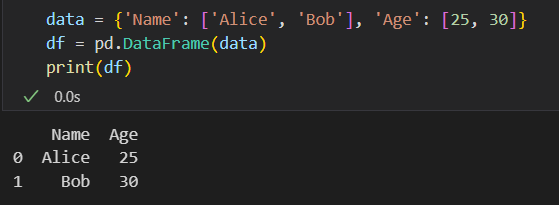 data = {'Name': ['Alice', 'Bob'], 'Age': [25, 30]}
df = pd.DataFrame(data)
print(df)
0.0s
    Name  Age
0  Alice   25
1    Bob   30